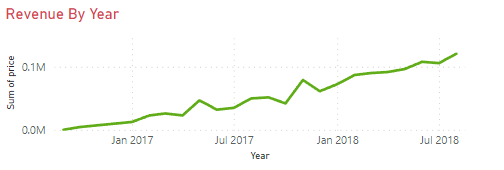 Revenue By Year
0.1M
Sum of price
0.0M
Jan 2017
Jul 2017
Jan 2018
Jul 2018
Year